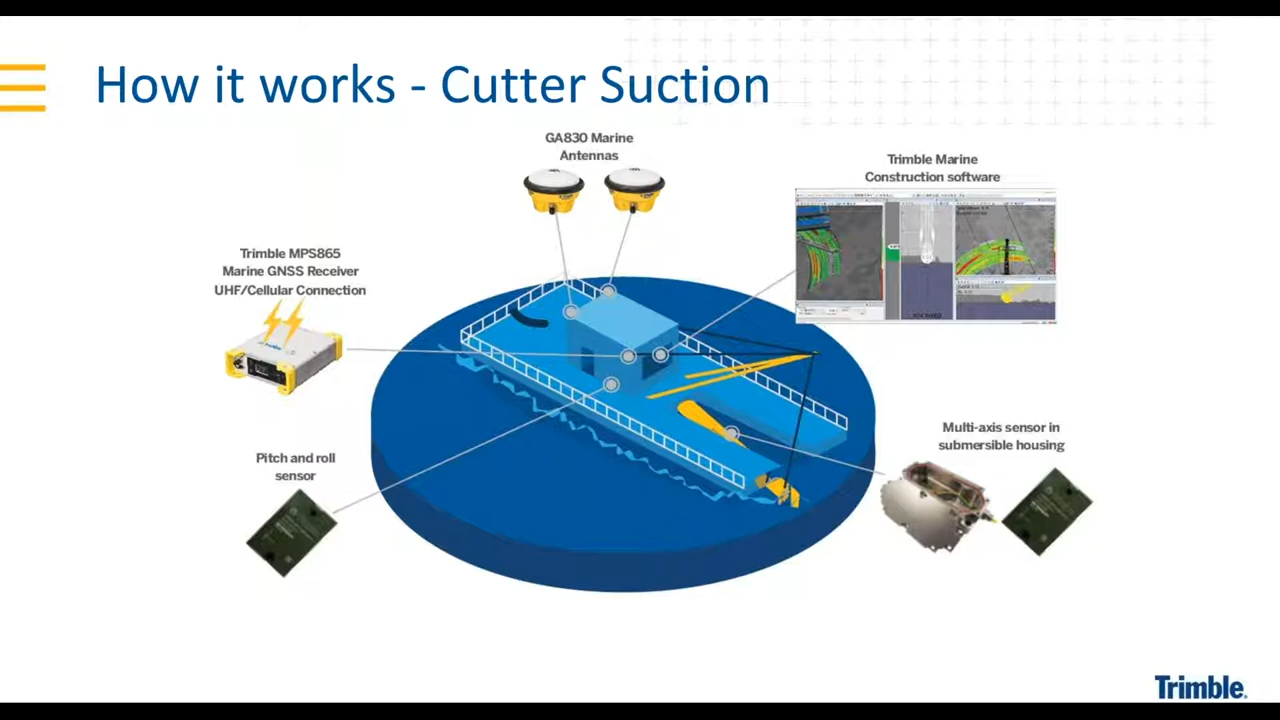 How it works - Cutter Suction
GA830 Marine
Antennas
Trimble Marine
Construction software
Trimble MPS865
Marine GNSS Receiver
UHF/Cellular Connection
Pitch and roll
sensor
Multi-axis sensor in
submersible housing
Trimble